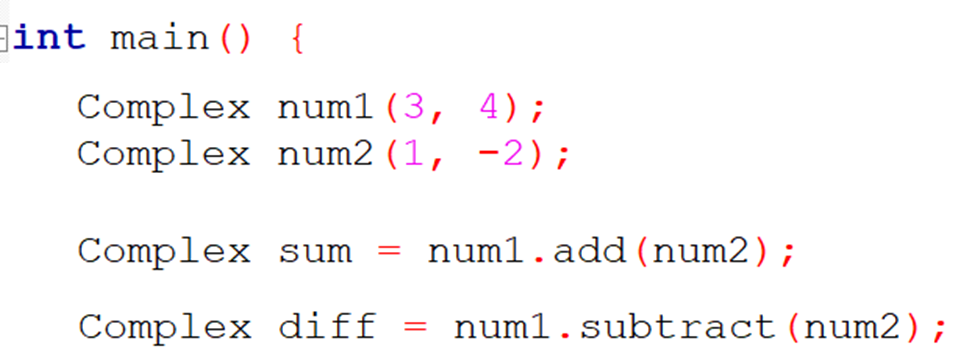 int main() {
Complex num1(3, 4);
Complex num2(1, -2);
Complex sum = num1.add(num2);
Complex diff = num1.subtract(num2);